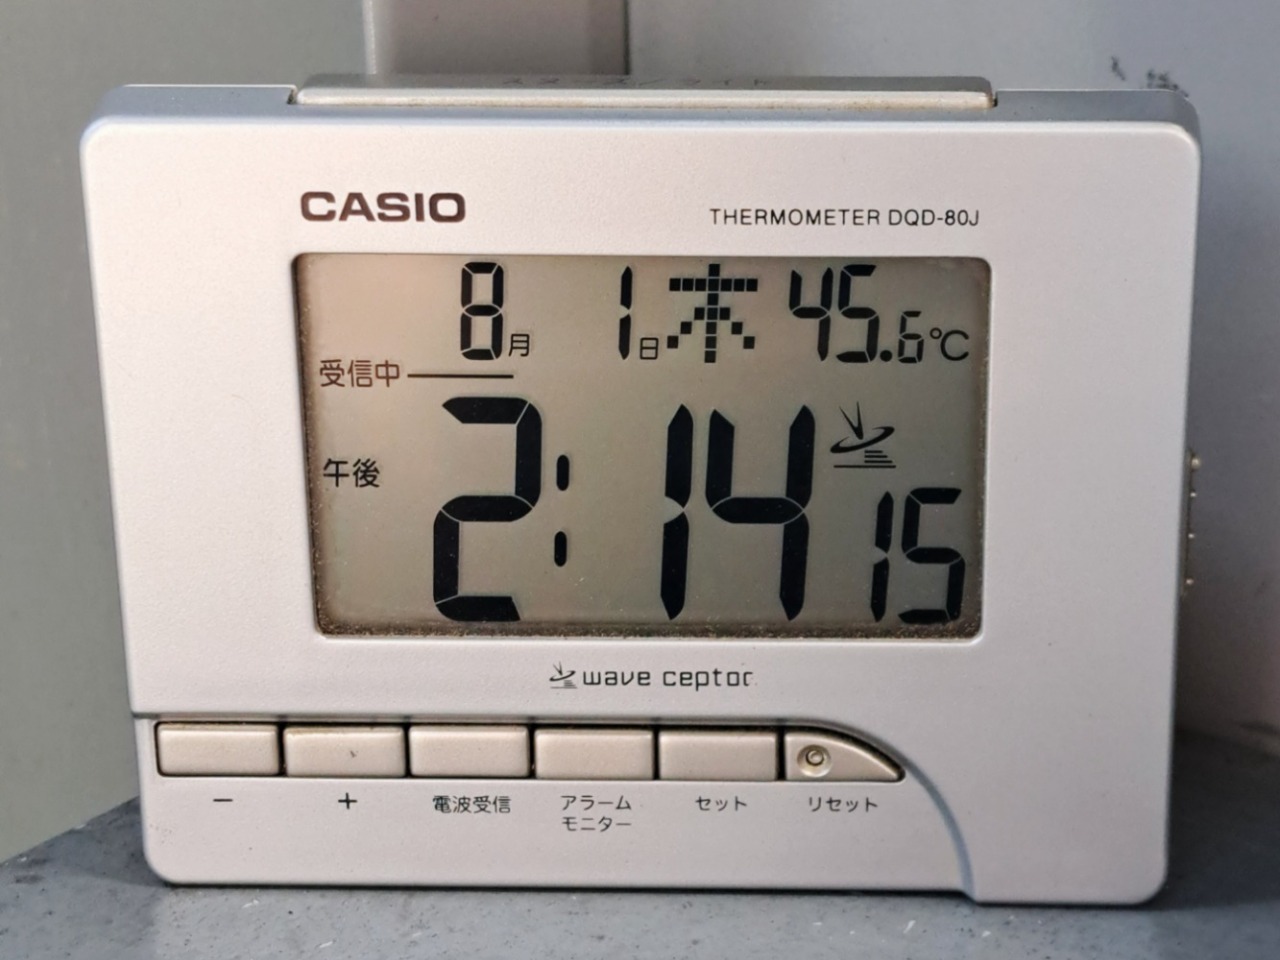 CASIO
THERMOMETER DQD-80J
8月 1日 木 45.6℃
受信中
午後 2:14 15
wave ceptor
− + 電波受信 アラームモニター セット リセット